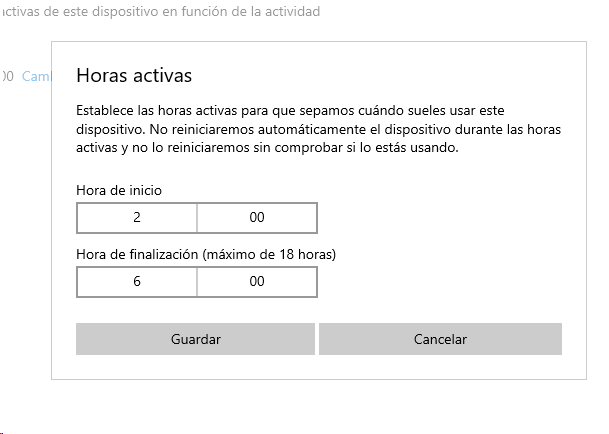 activas de este dispositivo en función de la actividad
00 Cam
Horas activas
Establece las horas activas para que sepamos cuándo sueles usar este
dispositivo. No reiniciaremos automáticamente el dispositivo durante las horas
activas y no lo reiniciaremos sin comprobar si lo estás usando.
Hora de inicio
2 00
Hora de finalización (máximo de 18 horas)
6 00
Guardar Cancelar